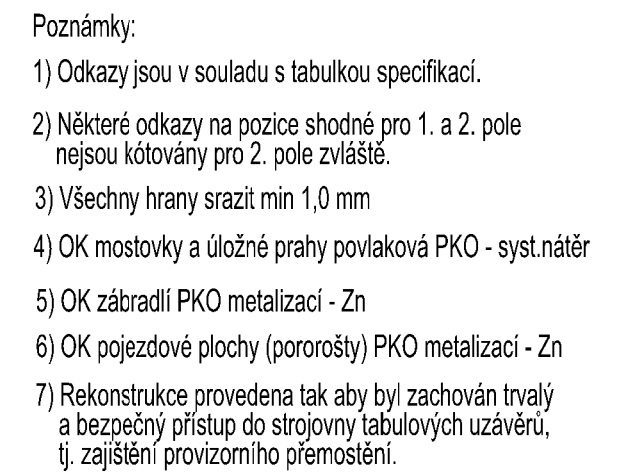 Poznámky:
1) Odkazy jsou v souladu s tabulkou specifikací.
2) Některé odkazy na pozice shodné pro 1. a 2. pole
nejsou kótovány pro 2. pole zvláště.
3) Všechny hrany srazit min 1,0 mm
4) OK mostovky a úložné prahy povlaková PKO - syst.nátěr
5) OK zábradlí PKO metalizací - Zn
6) OK pojezdové plochy (pororošty) PKO metalizací - Zn
7) Rekonstrukce provedena tak aby byl zachován trvalý
a bezpečný přístup do strojovny tabulových uzávěrů,
tj. zajištění provizorního přemostění.